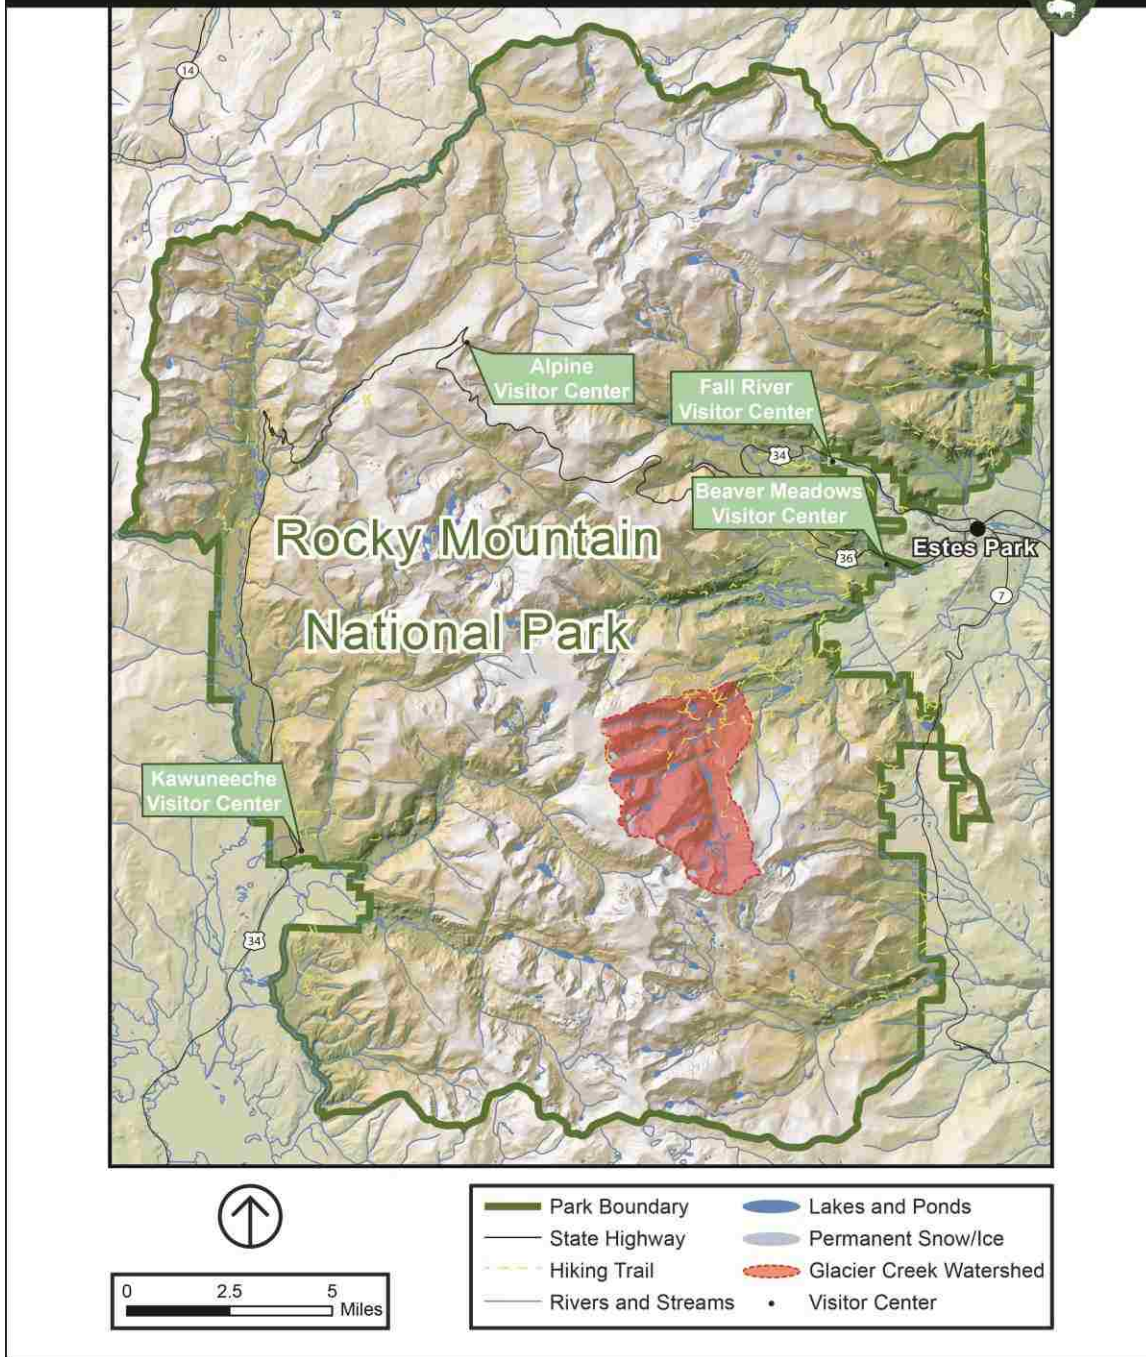 14
Alpine
Visitor Center
Fall River
Visitor Center
34
Beaver Meadows
Visitor Center
Rocky Mountain
36
Estes Park
7
National Park
Kawuneeche
Visitor Center
34
Park Boundary
Lakes and Ponds
State Highway
Permanent Snow/Ice
Hiking Trail
Glacier Creek Watershed
Rivers and Streams
Visitor Center
0 2.5 5
Miles